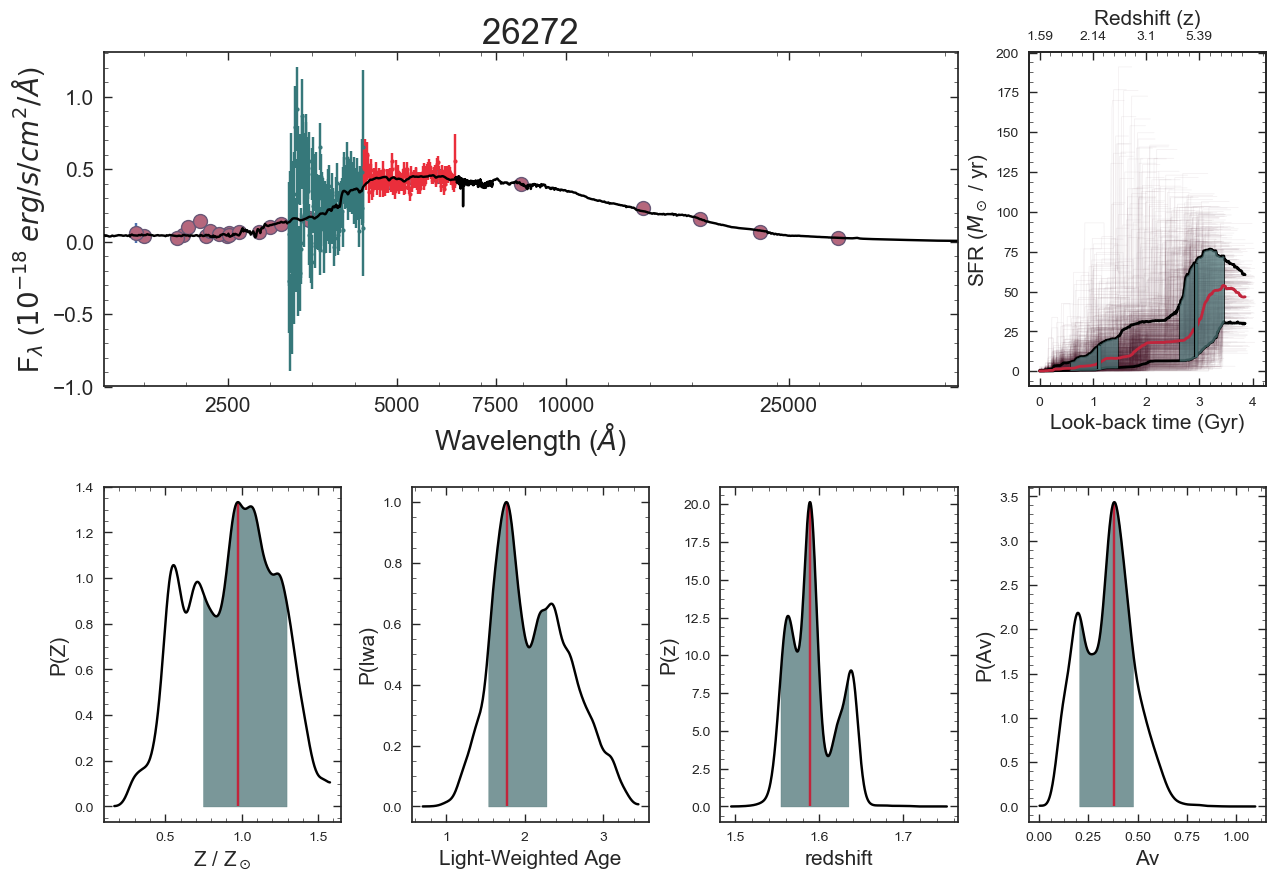 26272
F_λ (10^−18 erg/s/cm²/Å)
1.0
0.5
0.0
−0.5
−1.0
2500 5000 7500 10000 25000
Wavelength (Å)
Redshift (z)
1.59 2.14 3.1 5.39
SFR (M_⊙ / yr)
200
175
150
125
100
75
50
25
0
0 1 2 3 4
Look-back time (Gyr)
P(Z)
1.4
1.2
1.0
0.8
0.6
0.4
0.2
0.0
0.5 1.0 1.5
Z / Z_⊙
P(lwa)
1.0
0.8
0.6
0.4
0.2
0.0
1 2 3
Light-Weighted Age
P(z)
20.0
17.5
15.0
12.5
10.0
7.5
5.0
2.5
0.0
1.5 1.6 1.7
redshift
P(Av)
3.5
3.0
2.5
2.0
1.5
1.0
0.5
0.0
0.00 0.25 0.50 0.75 1.00
Av